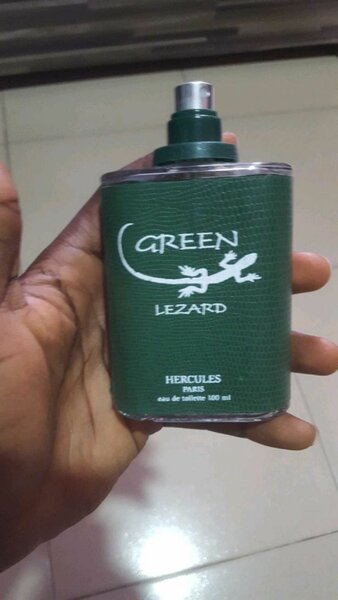 GREEN
LEZARD
HERCULES
PARIS
eau de toilette 100 ml